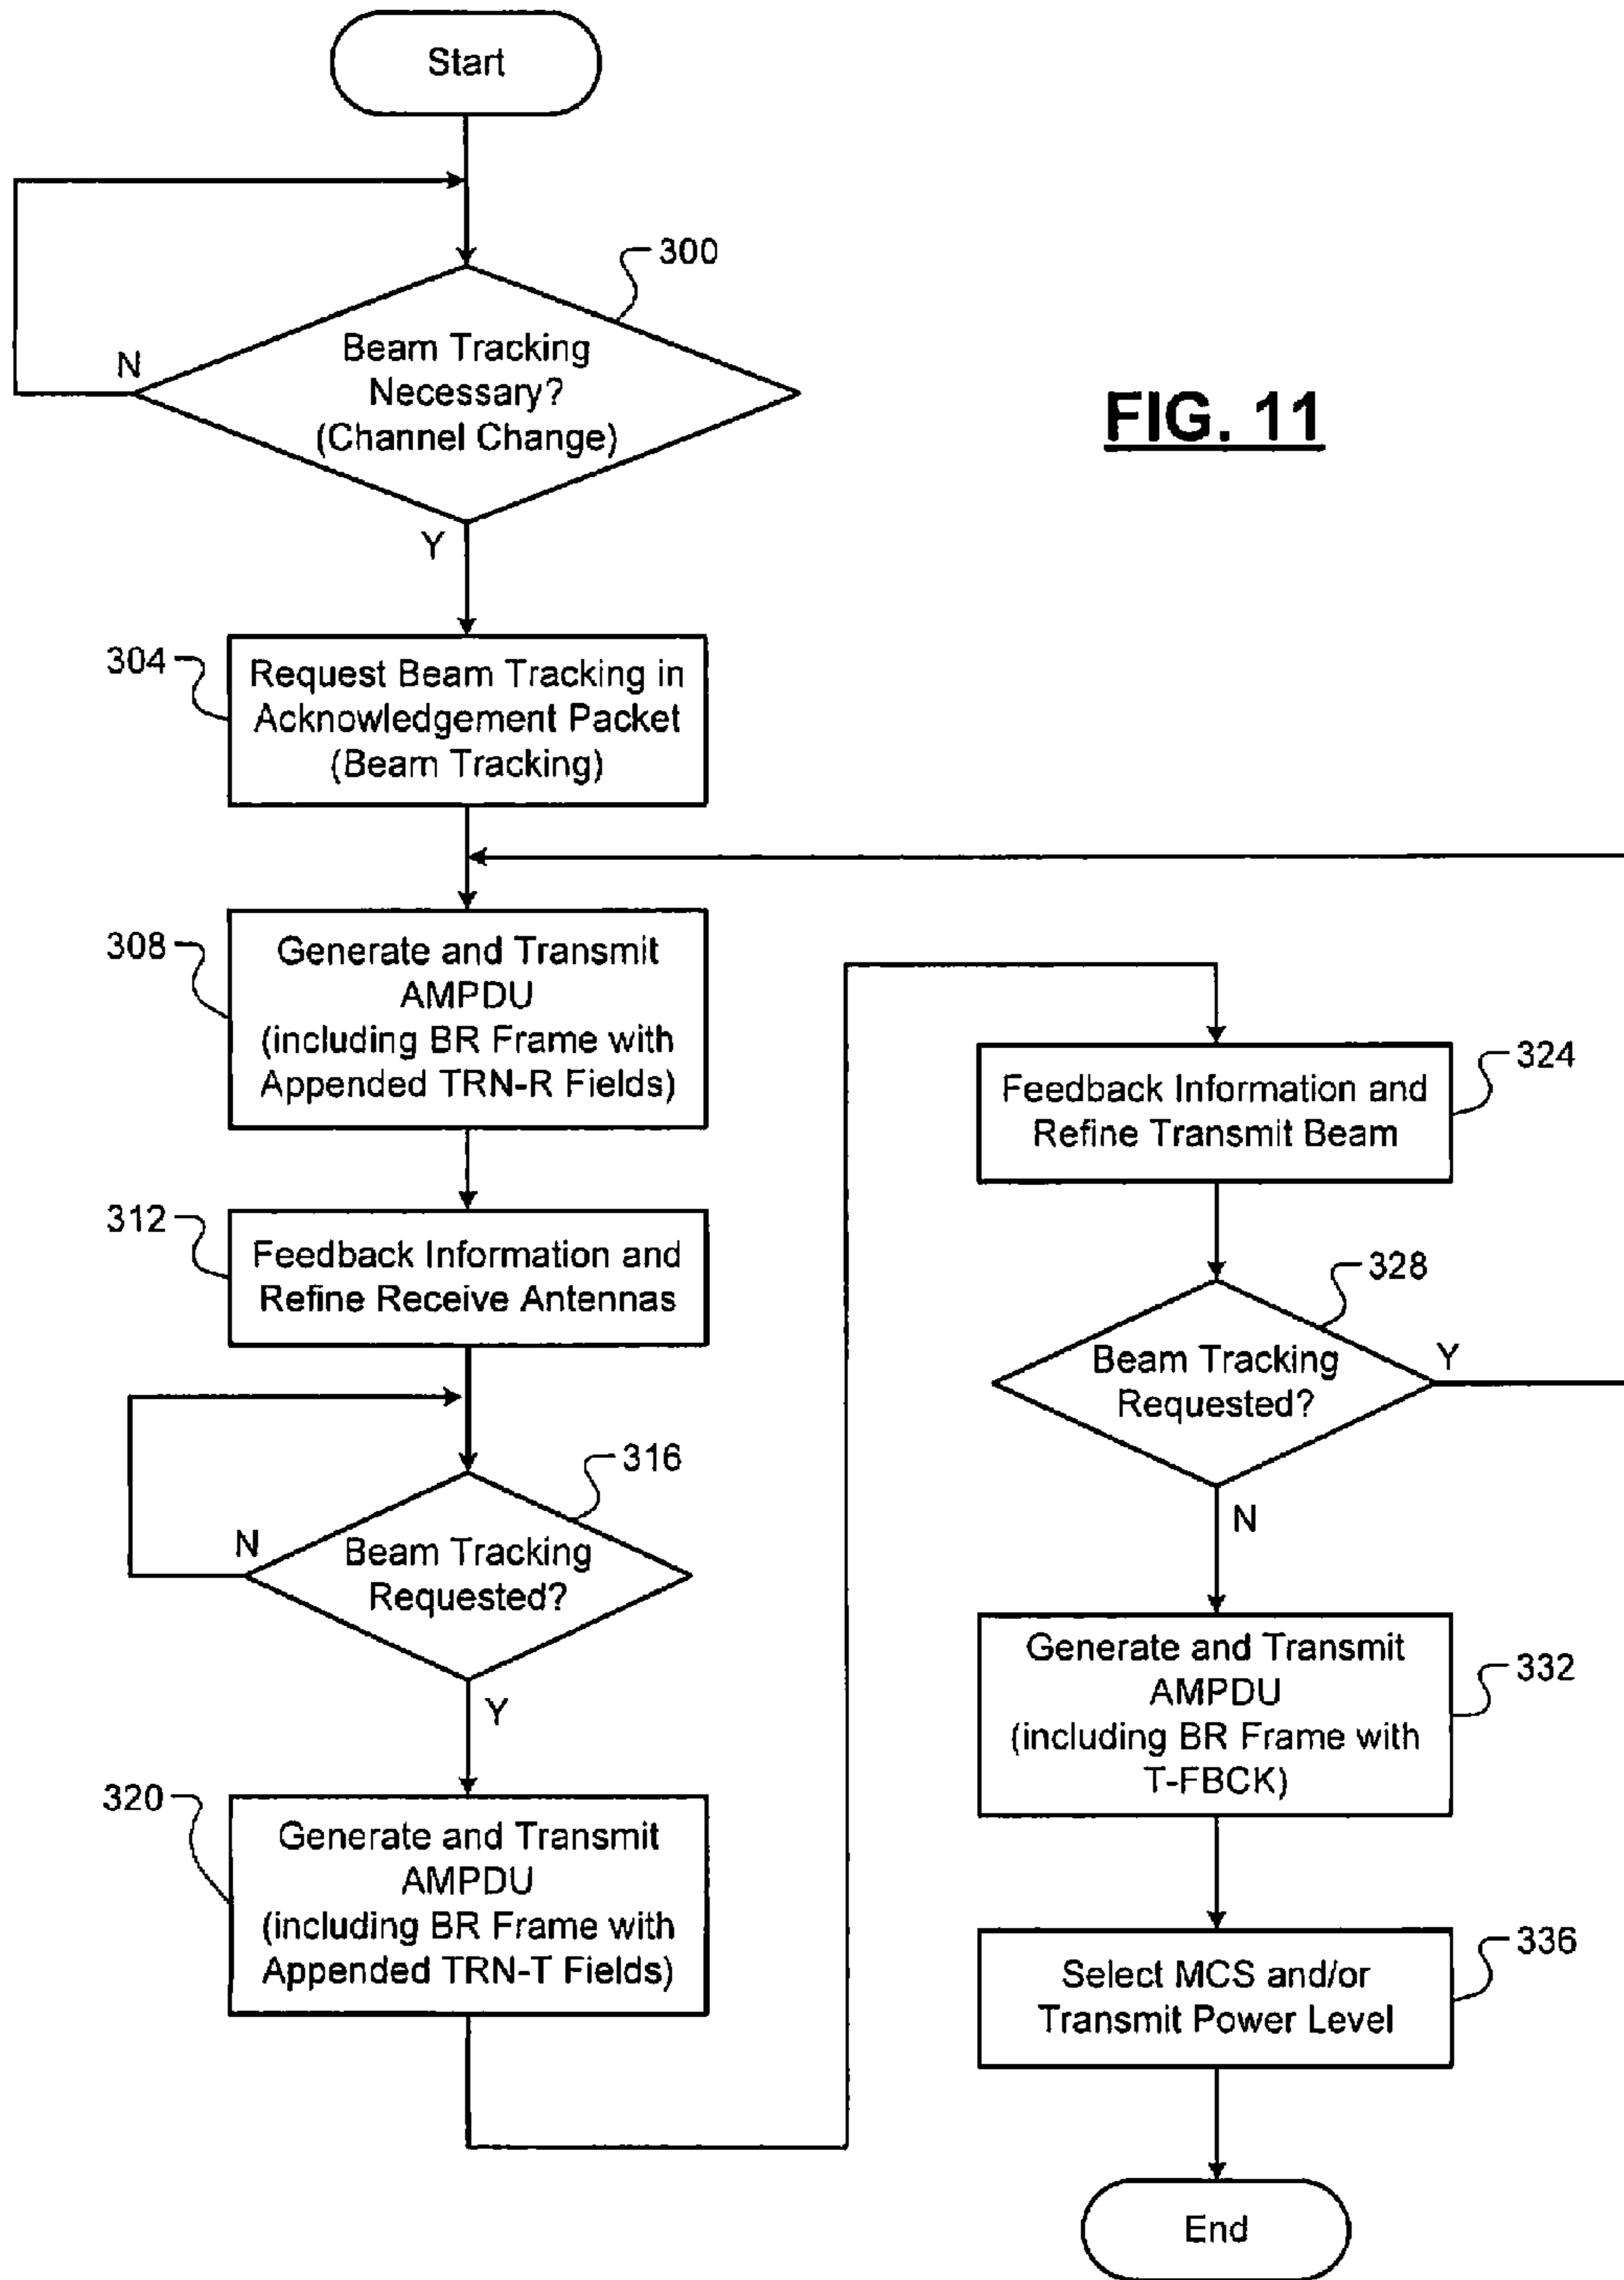 Start
300
Beam Tracking
Necessary?
(Channel Change)
N
Y
FIG. 11
304
Request Beam Tracking in
Acknowledgement Packet
(Beam Tracking)
308
Generate and Transmit
AMPDU
(including BR Frame with
Appended TRN-R Fields)
312
Feedback Information and
Refine Receive Antennas
316
Beam Tracking
Requested?
N
Y
320
Generate and Transmit
AMPDU
(including BR Frame with
Appended TRN-T Fields)
324
Feedback Information and
Refine Transmit Beam
328
Beam Tracking
Requested?
Y
N
332
Generate and Transmit
AMPDU
(including BR Frame with
T-FBCK)
336
Select MCS and/or
Transmit Power Level
End